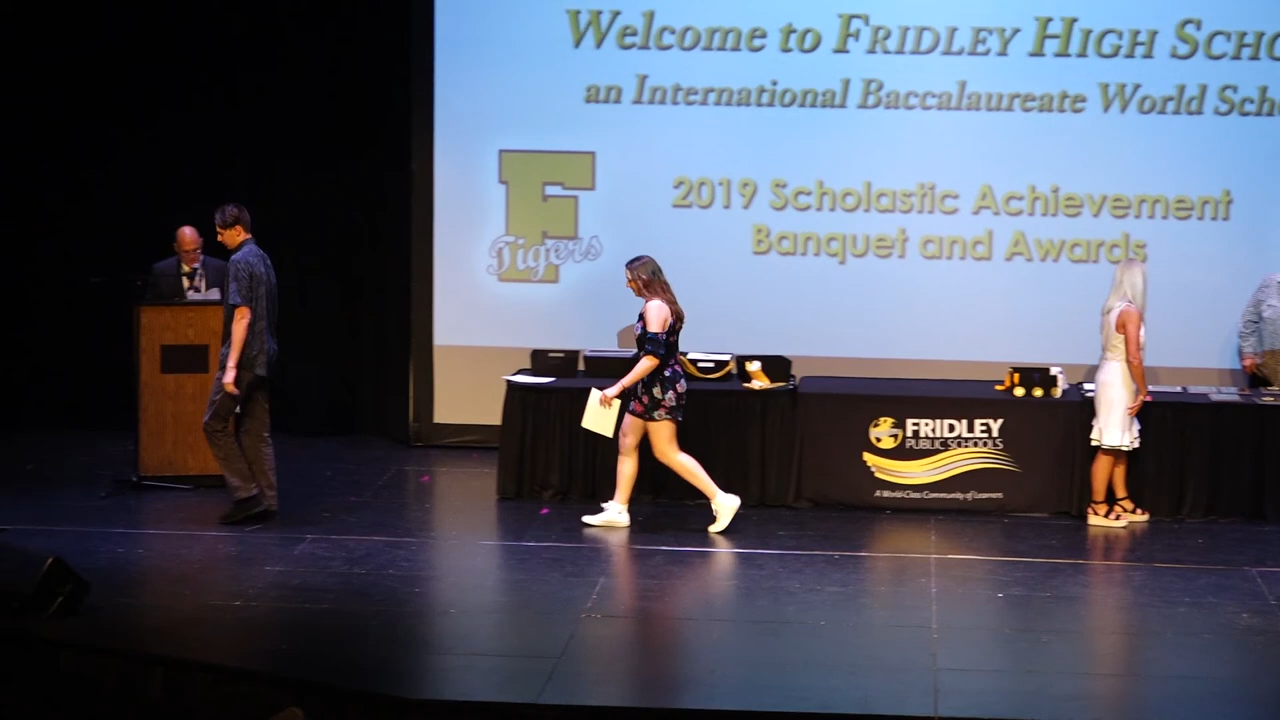 Welcome to FRIDLEY HIGH SCHO
an International Baccalaureate World Scho
2019 Scholastic Achievement
Banquet and Awards
F
Tigers
FRIDLEY
PUBLIC SCHOOLS
A World-Class Community of Learners